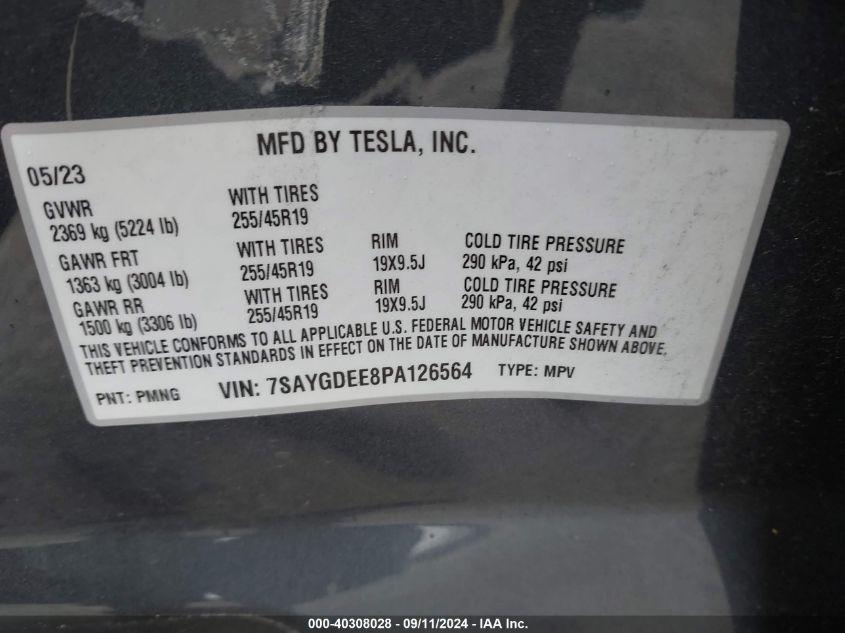 MFD BY TESLA, INC.
05/23
GVWR WITH TIRES
2369 kg (5224 lb) 255/45R19
GAWR FRT WITH TIRES RIM COLD TIRE PRESSURE
1363 kg (3004 lb) 255/45R19 19X9.5J 290 kPa, 42 psi
GAWR RR WITH TIRES RIM COLD TIRE PRESSURE
1500 kg (3306 lb) 255/45R19 19X9.5J 290 kPa, 42 psi
THIS VEHICLE CONFORMS TO ALL APPLICABLE U.S. FEDERAL MOTOR VEHICLE SAFETY AND
THEFT PREVENTION STANDARDS IN EFFECT ON THE DATE OF MANUFACTURE SHOWN ABOVE.
PNT: PMNG VIN: 7SAYGDEE8PA126564 TYPE: MPV
000-40308028 - 09/11/2024 - IAA Inc.